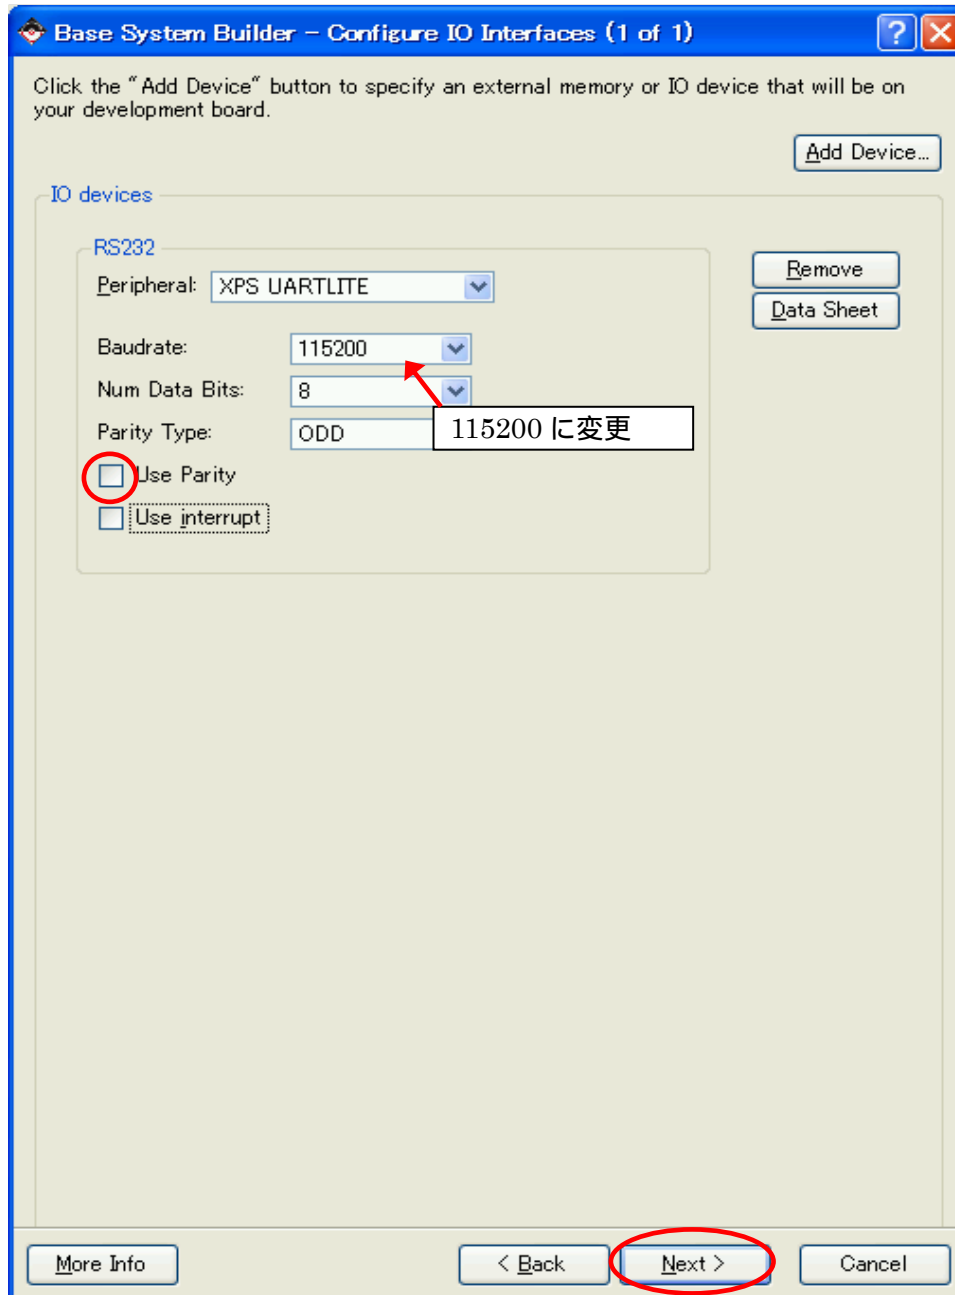 Base System Builder - Configure IO Interfaces (1 of 1)
Click the "Add Device" button to specify an external memory or IO device that will be on
your development board.
Add Device...
IO devices
RS232
Peripheral: XPS UARTLITE
Remove
Data Sheet
Baudrate: 115200
Num Data Bits: 8
115200 に変更
Parity Type: ODD
Use Parity
Use interrupt
More Info
< Back
Next >
Cancel